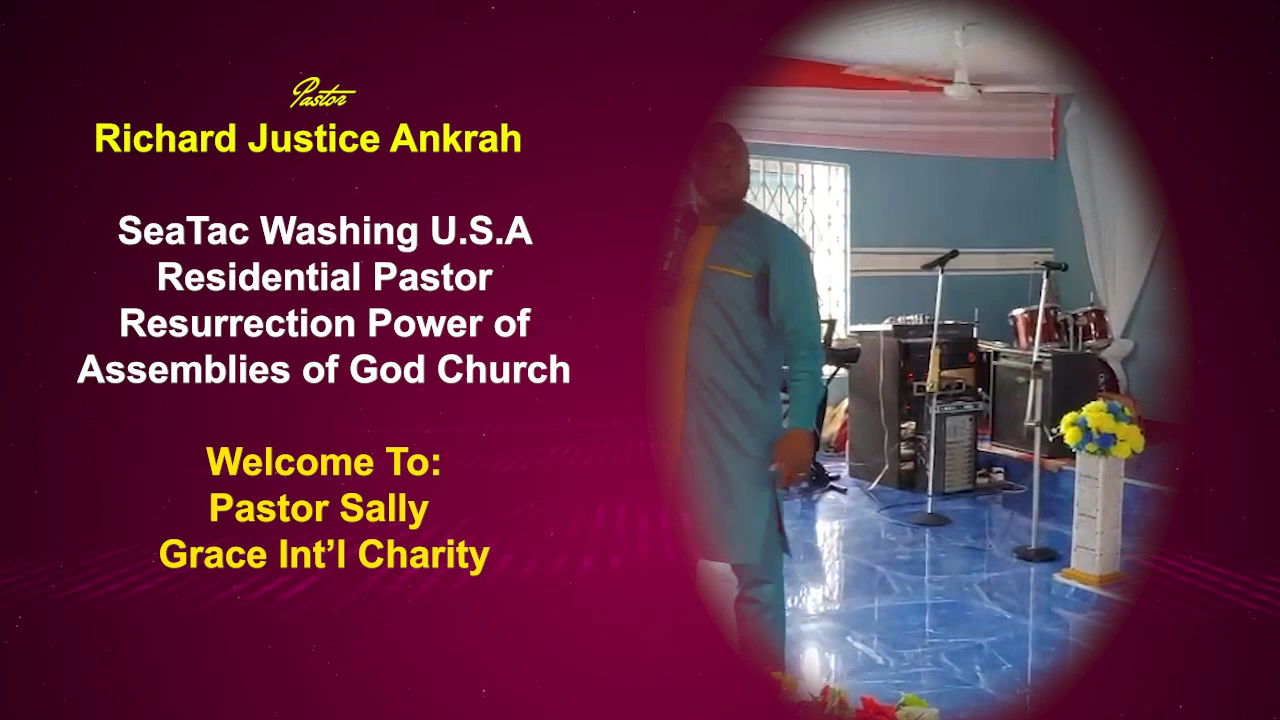 Pastor
Richard Justice Ankrah
SeaTac Washing U.S.A
Residential Pastor
Resurrection Power of
Assemblies of God Church
Welcome To:
Pastor Sally
Grace Int’l Charity